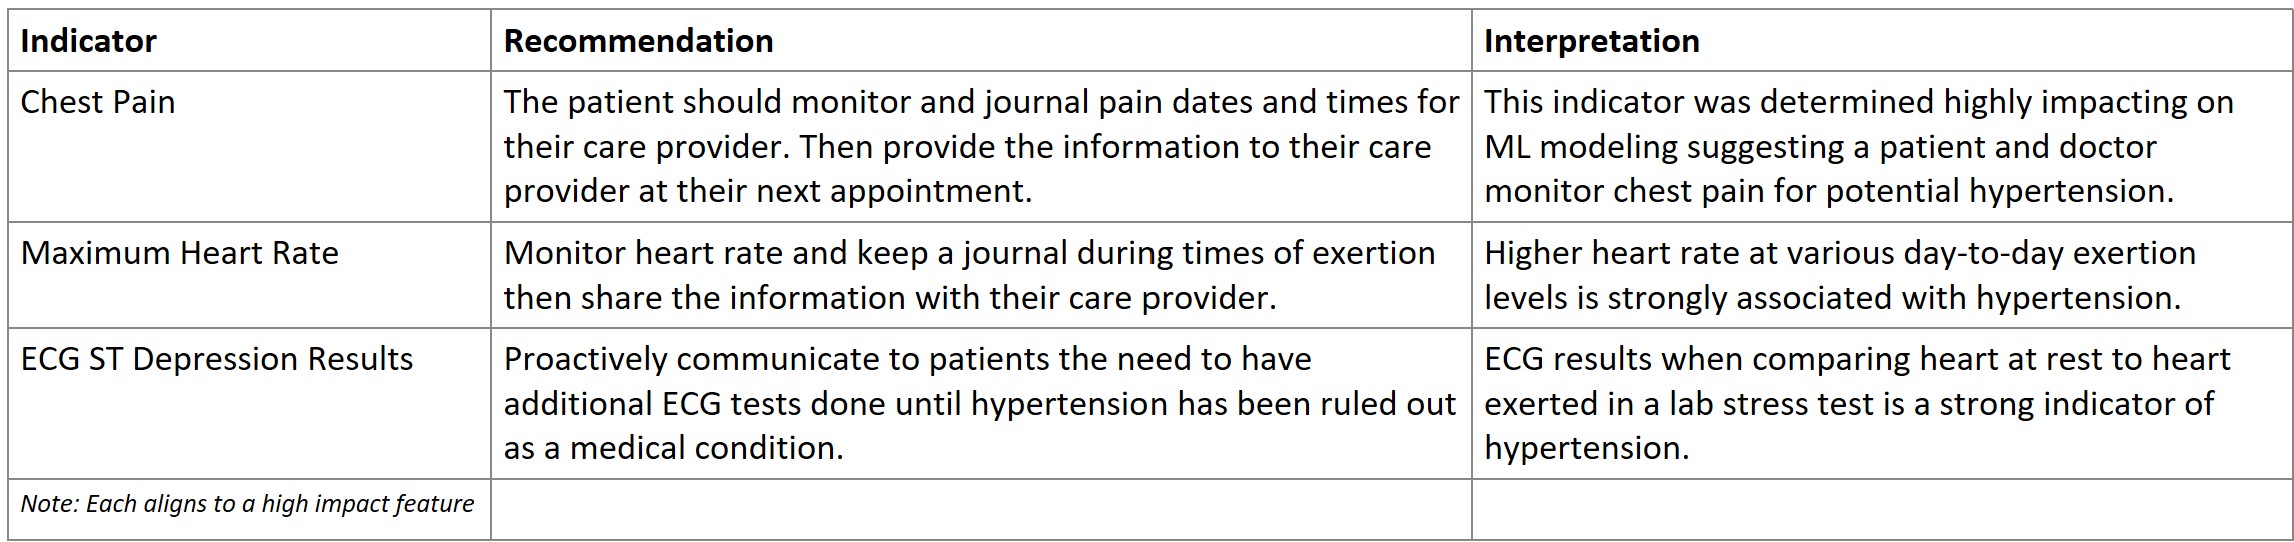 Indicator
Recommendation
Interpretation
Chest Pain
The patient should monitor and journal pain dates and times for
their care provider. Then provide the information to their care
provider at their next appointment.
This indicator was determined highly impacting on
ML modeling suggesting a patient and doctor
monitor chest pain for potential hypertension.
Maximum Heart Rate
Monitor heart rate and keep a journal during times of exertion
then share the information with their care provider.
Higher heart rate at various day-to-day exertion
levels is strongly associated with hypertension.
ECG ST Depression Results
Proactively communicate to patients the need to have
additional ECG tests done until hypertension has been ruled out
as a medical condition.
ECG results when comparing heart at rest to heart
exerted in a lab stress test is a strong indicator of
hypertension.
Note: Each aligns to a high impact feature